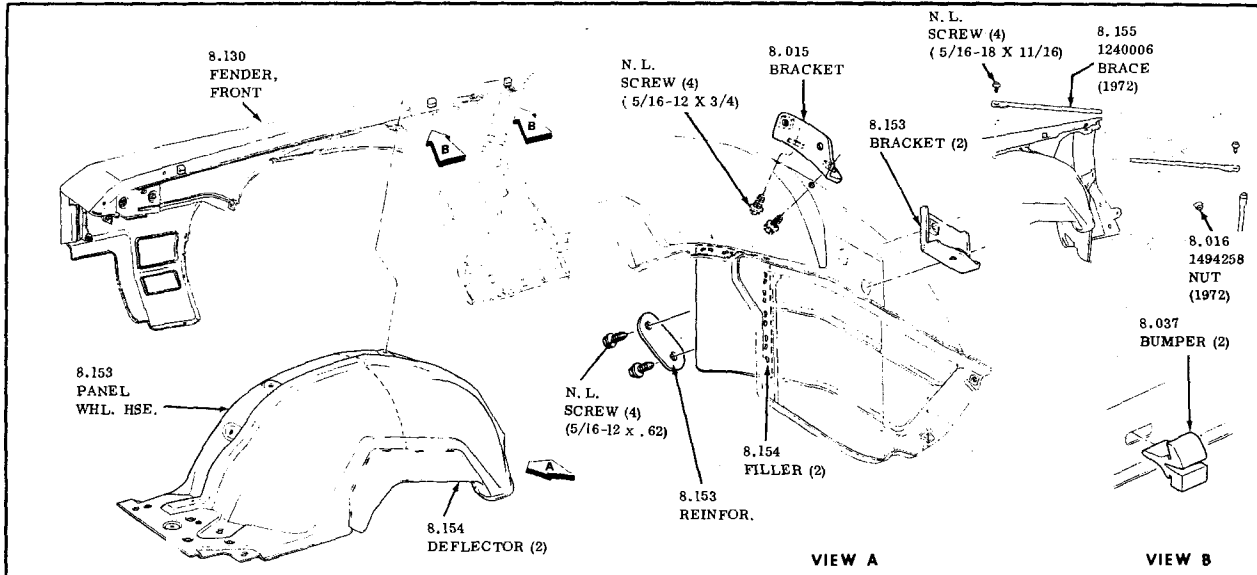 8.130
FENDER,
FRONT
B
B
8.153
PANEL
WHL. HSE.
8.154
DEFLECTOR (2)
A
N. L.
SCREW (4)
(5/16-12 X 3/4)
8.015
BRACKET
8.153
BRACKET (2)
N. L.
SCREW (4)
(5/16-12 x .62)
8.153
REINFOR.
8.154
FILLER (2)
VIEW A
N. L.
SCREW (4)
(5/16-18 X 11/16)
8.155
1240006
BRACE
(1972)
8.016
1494258
NUT
(1972)
8.037
BUMPER (2)
VIEW B